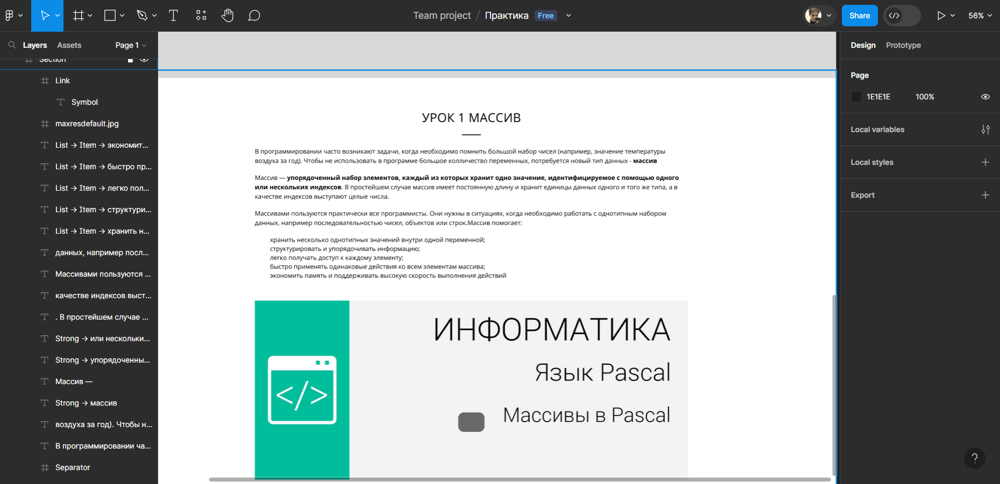 Team project / Практика Free
Share
56%
Layers Assets Page 1
Section
Link
Symbol
maxresdefault.jpg
List → Item → экономит...
List → Item → быстро пр...
List → Item → легко пол...
List → Item → структури...
List → Item → хранить н...
данных, например посл...
Массивами пользуются ...
качестве индексов выст...
. В простейшем случае ...
Strong → или нескольки...
Strong → упорядоченны...
Массив —
Strong → массив
воздуха за год). Чтобы н...
В программировании ча...
Separator
УРОК 1 МАССИВ
В программировании часто возникают задачи, когда необходимо помнить большой набор чисел (например, значение температуры
воздуха за год). Чтобы не использовать в программе большое колличество переменных, потребуется новый тип данных - массив
Массив — упорядоченный набор элементов, каждый из которых хранит одно значение, идентифицируемое с помощью одного
или нескольких индексов. В простейшем случае массив имеет постоянную длину и хранит единицы данных одного и того же типа, а в
качестве индексов выступают целые числа.
Массивами пользуются практически все программисты. Они нужны в ситуациях, когда необходимо работать с однотипным набором
данных, например последовательностью чисел, объектов или строк.Массив помогает:
хранить несколько однотипных значений внутри одной переменной;
структурировать и упорядочивать информацию;
легко получать доступ к каждому элементу;
быстро применять одинаковые действия ко всем элементам массива;
экономить память и поддерживать высокую скорость выполнения действий
</>
ИНФОРМАТИКА
Язык Pascal
Массивы в Pascal
Design Prototype
Page
1E1E1E 100%
Local variables
Local styles
Export
?